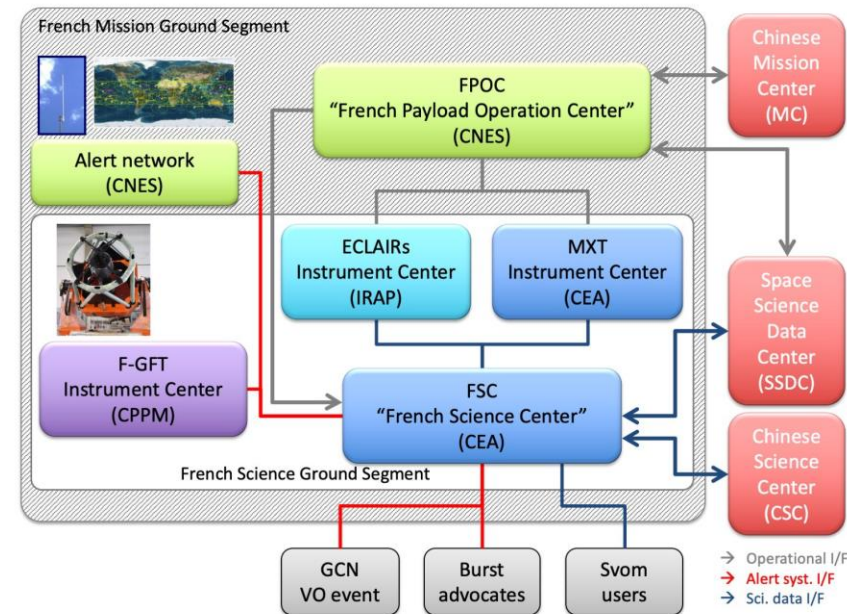 French Mission Ground Segment
Alert network
(CNES)
FPOC
“French Payload Operation Center”
(CNES)
Chinese
Mission
Center
(MC)
ECLAIRs
Instrument Center
(IRAP)
MXT
Instrument Center
(CEA)
Space
Science
Data
Center
(SSDC)
F-GFT
Instrument Center
(CPPM)
FSC
“French Science Center”
(CEA)
Chinese
Science
Center
(CSC)
French Science Ground Segment
GCN
VO event
Burst
advocates
Svom
users
Operational I/F
Alert syst. I/F
Sci. data I/F